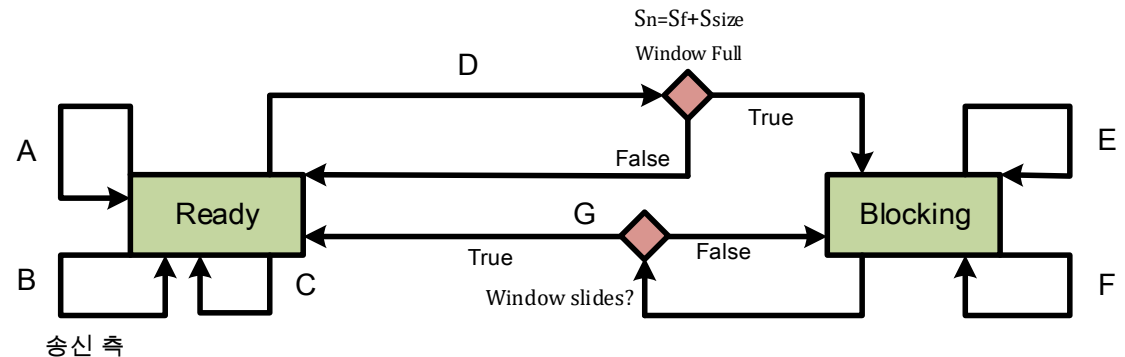 Sn=Sf+Ssize
Window Full
D
True
A
E
False
Ready
G
Blocking
True
False
B
C
Window slides?
F
송신 측